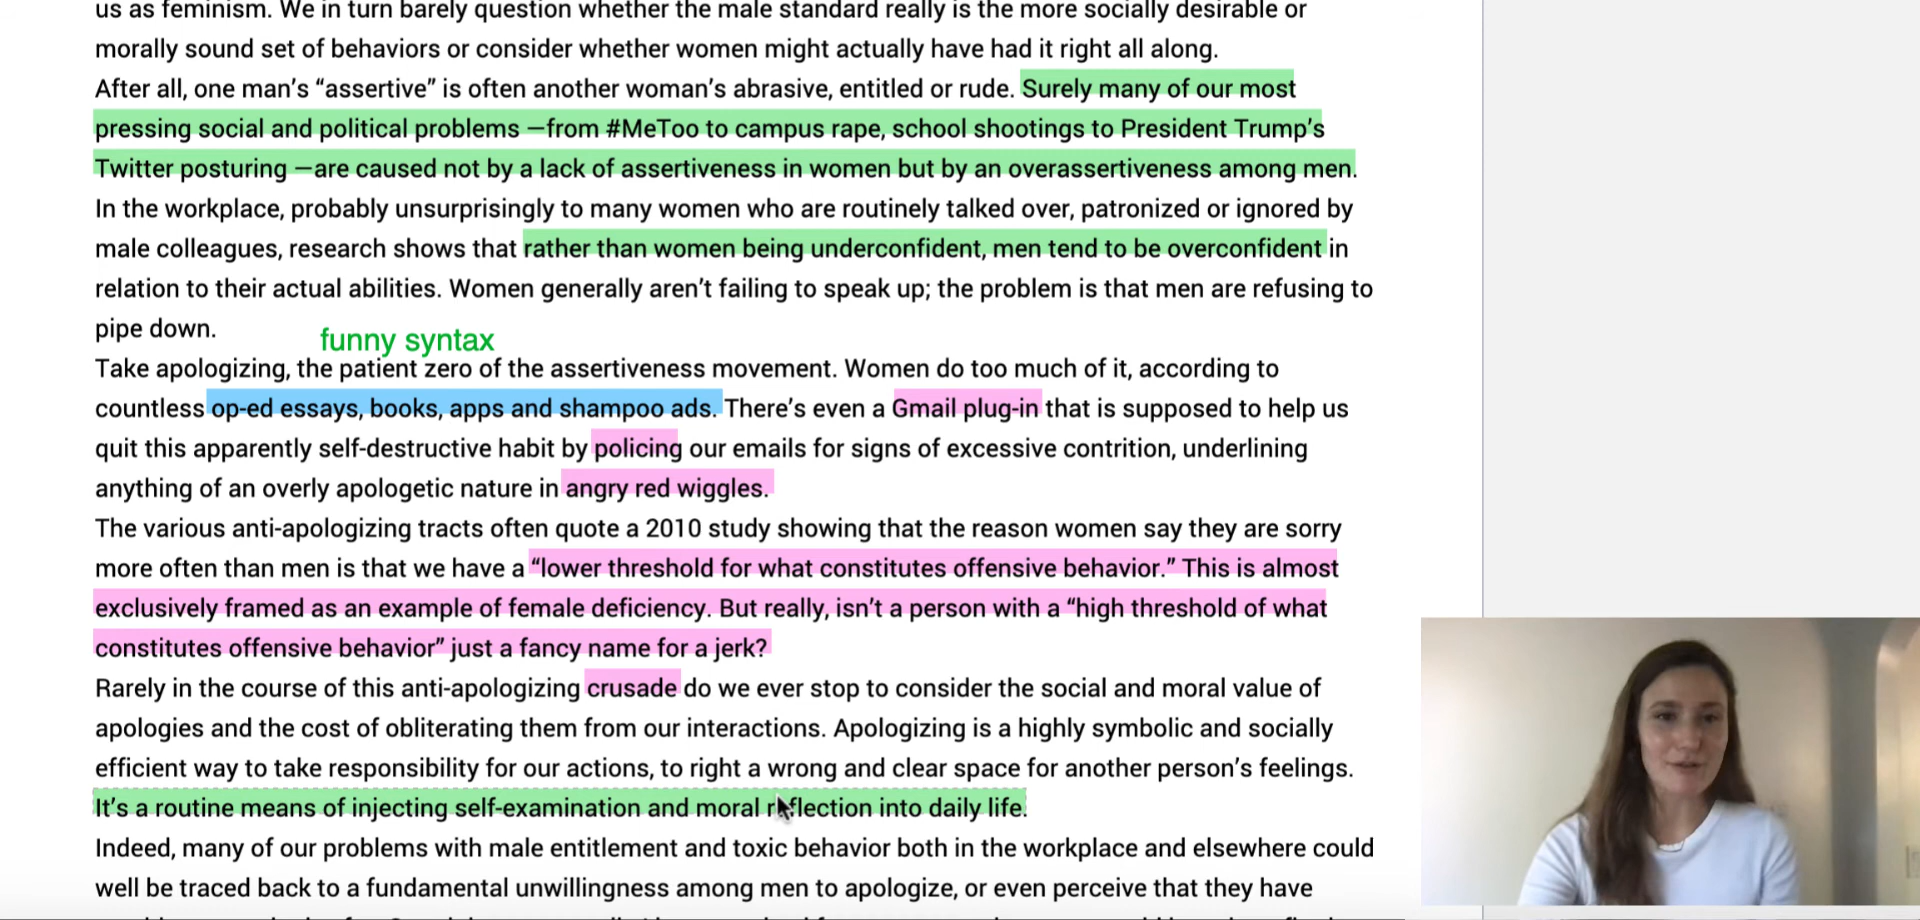 us as feminism. We in turn barely question whether the male standard really is the more socially desirable or
morally sound set of behaviors or consider whether women might actually have had it right all along.
After all, one man’s “assertive” is often another woman’s abrasive, entitled or rude. Surely many of our most
pressing social and political problems —from #MeToo to campus rape, school shootings to President Trump’s
Twitter posturing —are caused not by a lack of assertiveness in women but by an overassertiveness among men.
In the workplace, probably unsurprisingly to many women who are routinely talked over, patronized or ignored by
male colleagues, research shows that rather than women being underconfident, men tend to be overconfident in
relation to their actual abilities. Women generally aren’t failing to speak up; the problem is that men are refusing to
pipe down.
funny syntax
Take apologizing, the patient zero of the assertiveness movement. Women do too much of it, according to
countless op-ed essays, books, apps and shampoo ads. There’s even a Gmail plug-in that is supposed to help us
quit this apparently self-destructive habit by policing our emails for signs of excessive contrition, underlining
anything of an overly apologetic nature in angry red wiggles.
The various anti-apologizing tracts often quote a 2010 study showing that the reason women say they are sorry
more often than men is that we have a “lower threshold for what constitutes offensive behavior.” This is almost
exclusively framed as an example of female deficiency. But really, isn’t a person with a “high threshold of what
constitutes offensive behavior” just a fancy name for a jerk?
Rarely in the course of this anti-apologizing crusade do we ever stop to consider the social and moral value of
apologies and the cost of obliterating them from our interactions. Apologizing is a highly symbolic and socially
efficient way to take responsibility for our actions, to right a wrong and clear space for another person’s feelings.
It’s a routine means of injecting self-examination and moral reflection into daily life.
Indeed, many of our problems with male entitlement and toxic behavior both in the workplace and elsewhere could
well be traced back to a fundamental unwillingness among men to apologize, or even perceive that they have